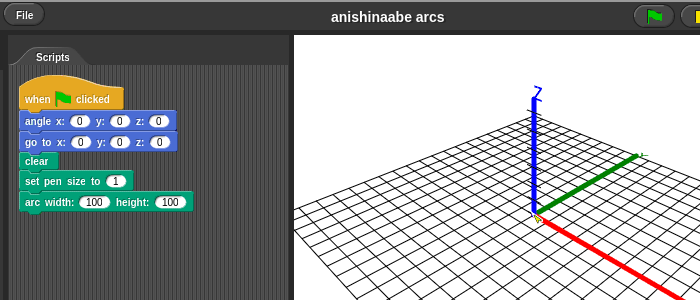 File
anishinaabe arcs
Scripts
when clicked
angle x: 0 y: 0 z: 0
go to x: 0 y: 0 z: 0
clear
set pen size to 1
arc width: 100 height: 100
Z